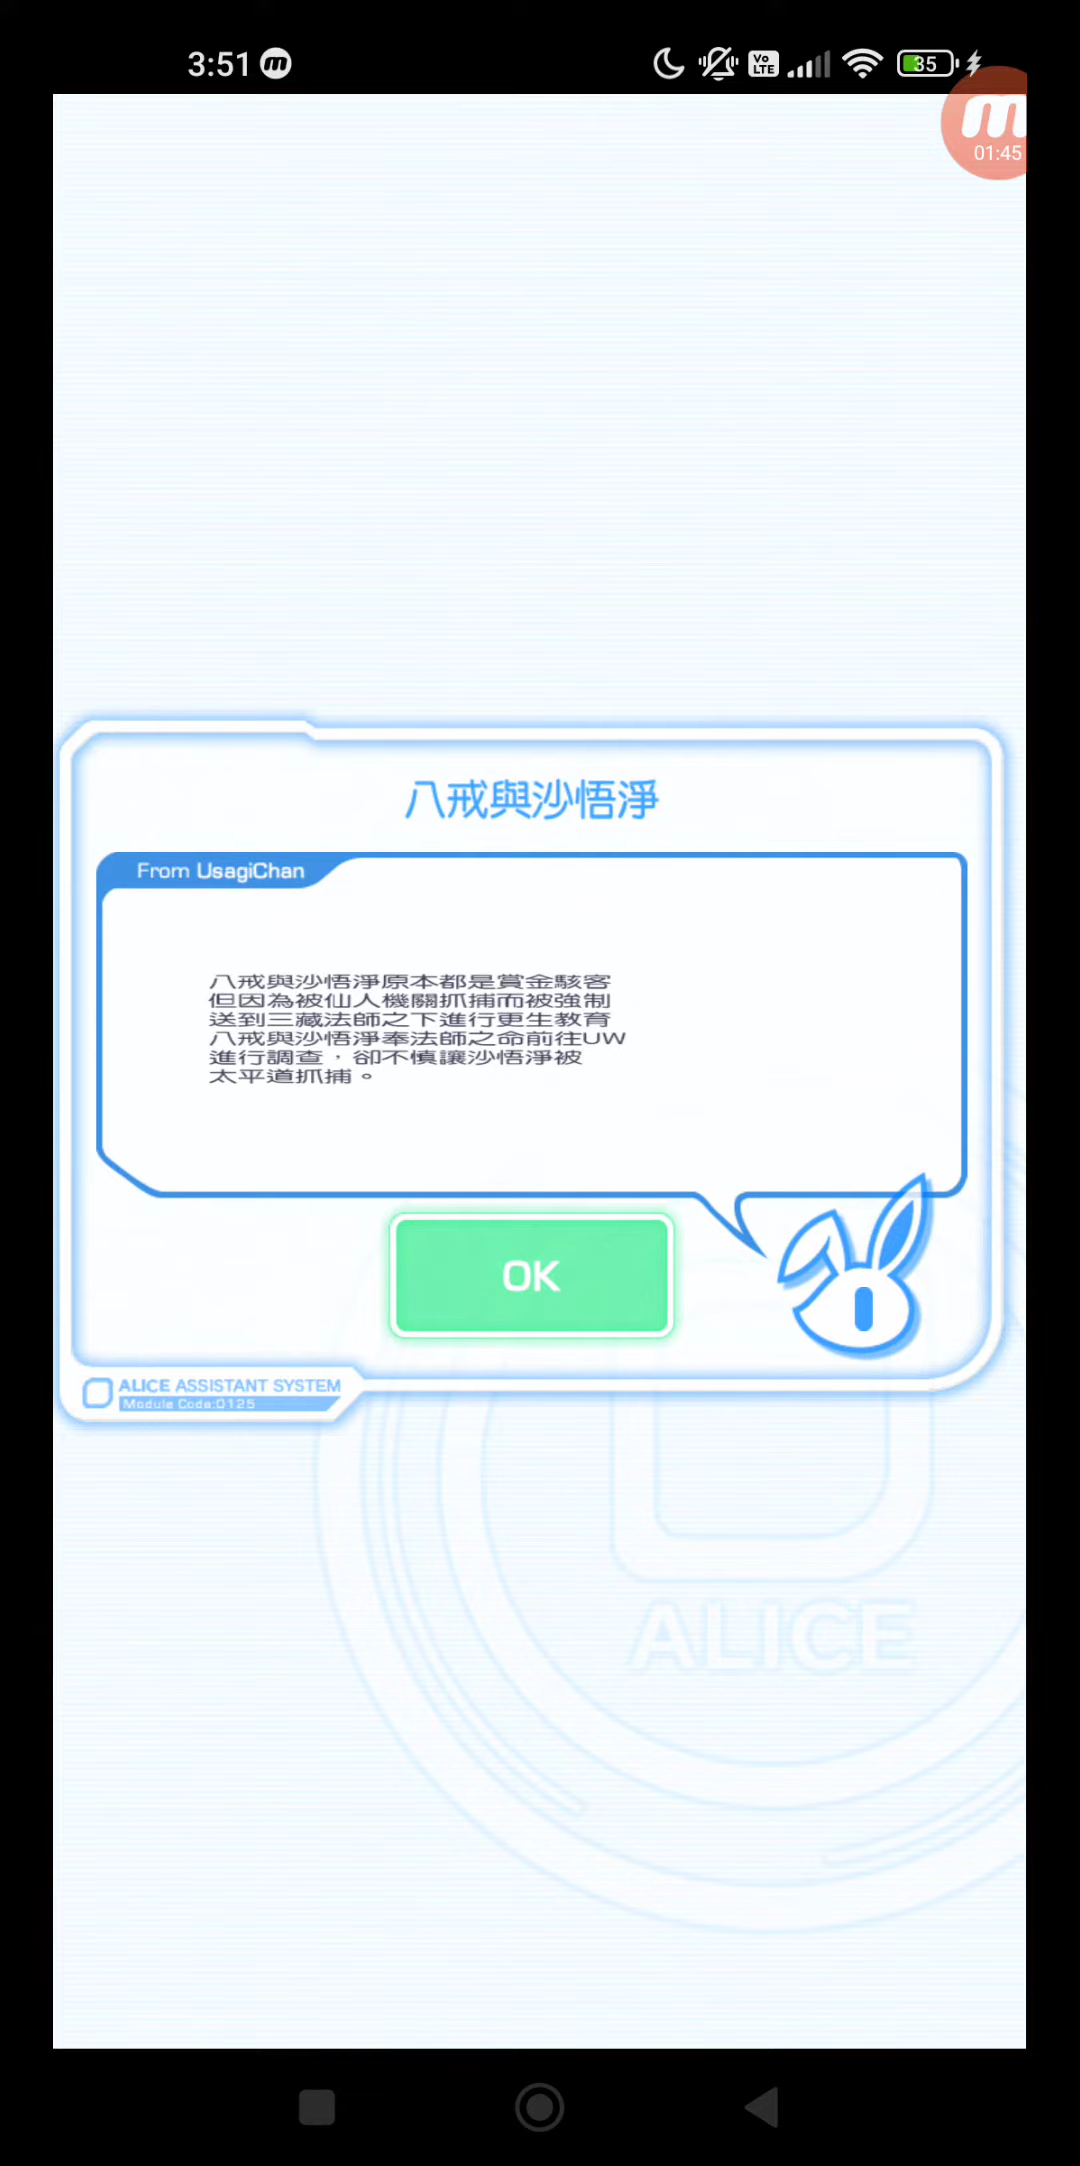 3:51
Vo LTE
35
01:45
八戒與沙悟淨
From UsagiChan
八戒與沙悟淨原本都是賞金駭客
但因為被仙人機關抓捕而被強制
送到三藏法師之下進行更生教育
八戒與沙悟淨奉法師之命前往UW
進行調查，卻不慎讓沙悟淨被
太平道抓捕。
OK
ALICE ASSISTANT SYSTEM
Module Code:0125
ALICE